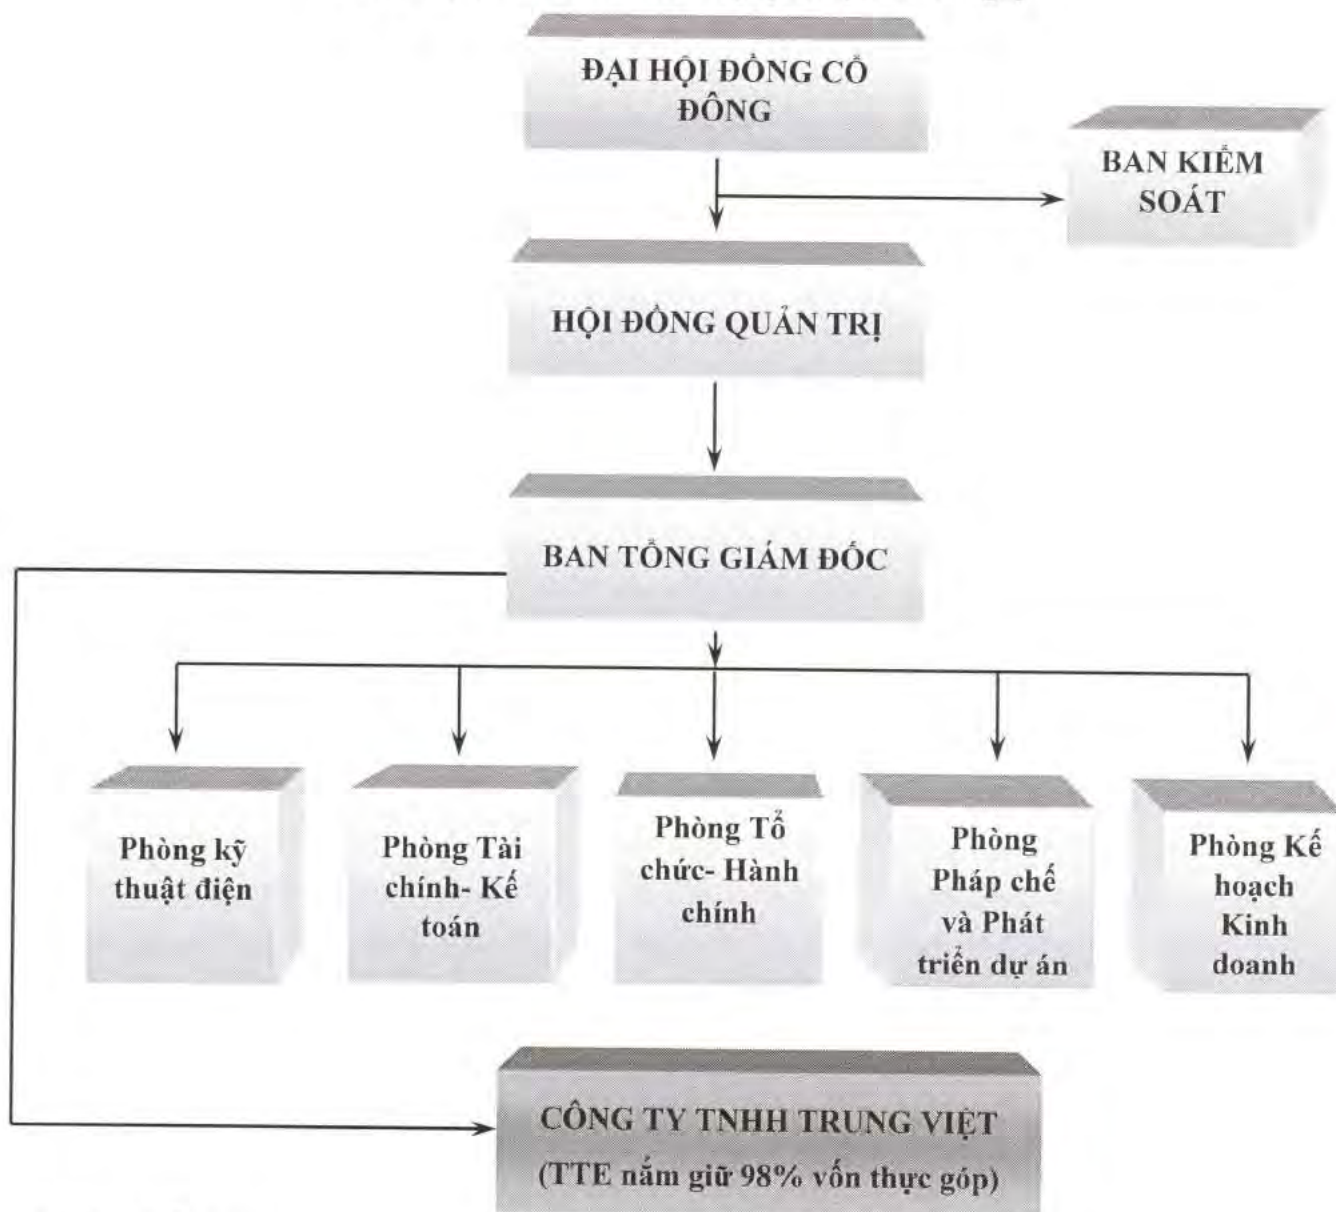 ĐẠI HỘI ĐỒNG CỔ
ĐÔNG
BAN KIỂM
SOÁT
HỘI ĐỒNG QUẢN TRỊ
BAN TỔNG GIÁM ĐỐC
Phòng kỹ
thuật điện
Phòng Tài
chính- Kế
toán
Phòng Tổ
chức- Hành
chính
Phòng
Pháp chế
và Phát
triển dự án
Phòng Kế
hoạch
Kinh
doanh
CÔNG TY TNHH TRUNG VIỆT
(TTE nắm giữ 98% vốn thực góp)